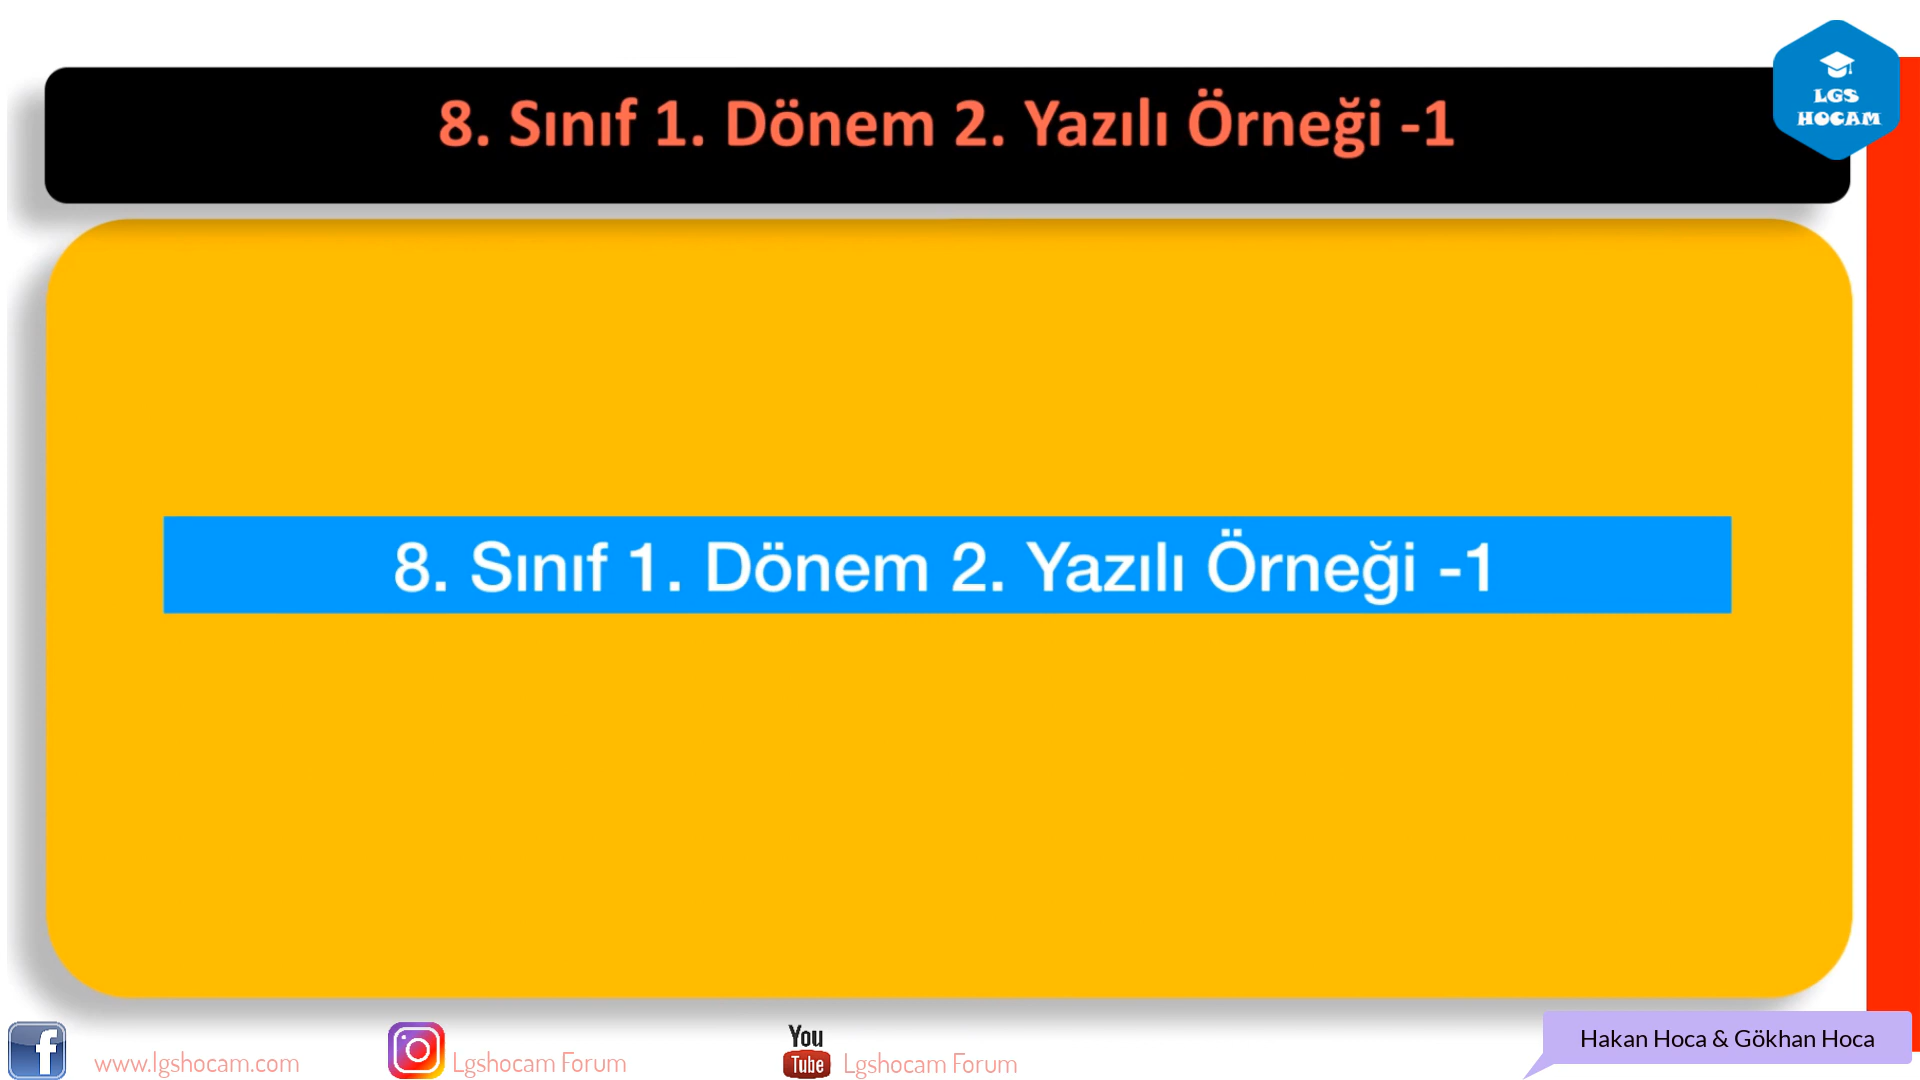 LGS
HOCAM
8. Sınıf 1. Dönem 2. Yazılı Örneği -1
8. Sınıf 1. Dönem 2. Yazılı Örneği -1
f www.lgshocam.com
Lgshocam Forum
You
Tube Lgshocam Forum
Hakan Hoca & Gökhan Hoca